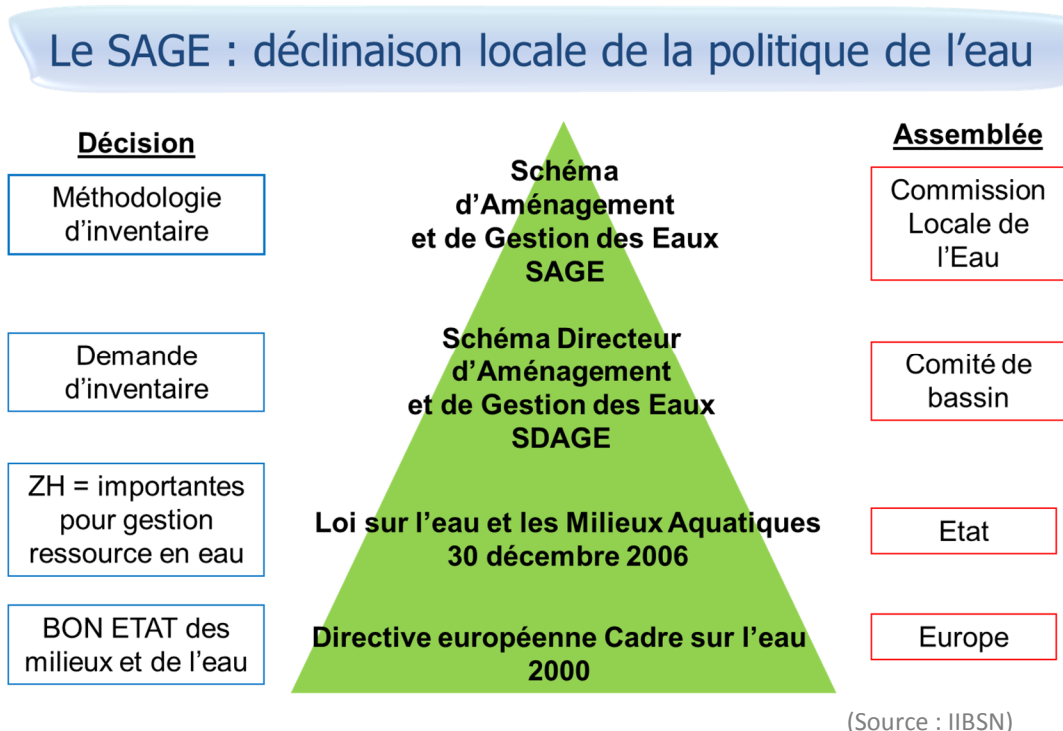 Le SAGE : déclinaison locale de la politique de l’eau
Décision
Assemblée
Méthodologie
d’inventaire
Schéma
d’Aménagement
et de Gestion des Eaux
SAGE
Commission
Locale de
l’Eau
Demande
d’inventaire
Schéma Directeur
d’Aménagement
et de Gestion des Eaux
SDAGE
Comité de
bassin
ZH = importantes
pour gestion
ressource en eau
Loi sur l’eau et les Milieux Aquatiques
30 décembre 2006
Etat
BON ETAT des
milieux et de l’eau
Directive européenne Cadre sur l’eau
2000
Europe
(Source : IIBSN)